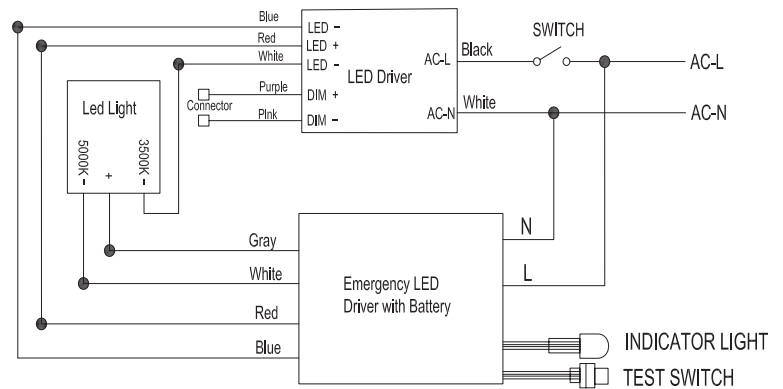 Blue
LED –
SWITCH
Red
LED +
White
LED –
LED Driver
AC-L
Black
AC-L
Purple
DIM +
Connector
PInk
DIM –
AC-N
White
AC-N
Led Light
5000K -
+
3500K -
Gray
White
Red
Blue
Emergency LED
Driver with Battery
N
L
INDICATOR LIGHT
TEST SWITCH